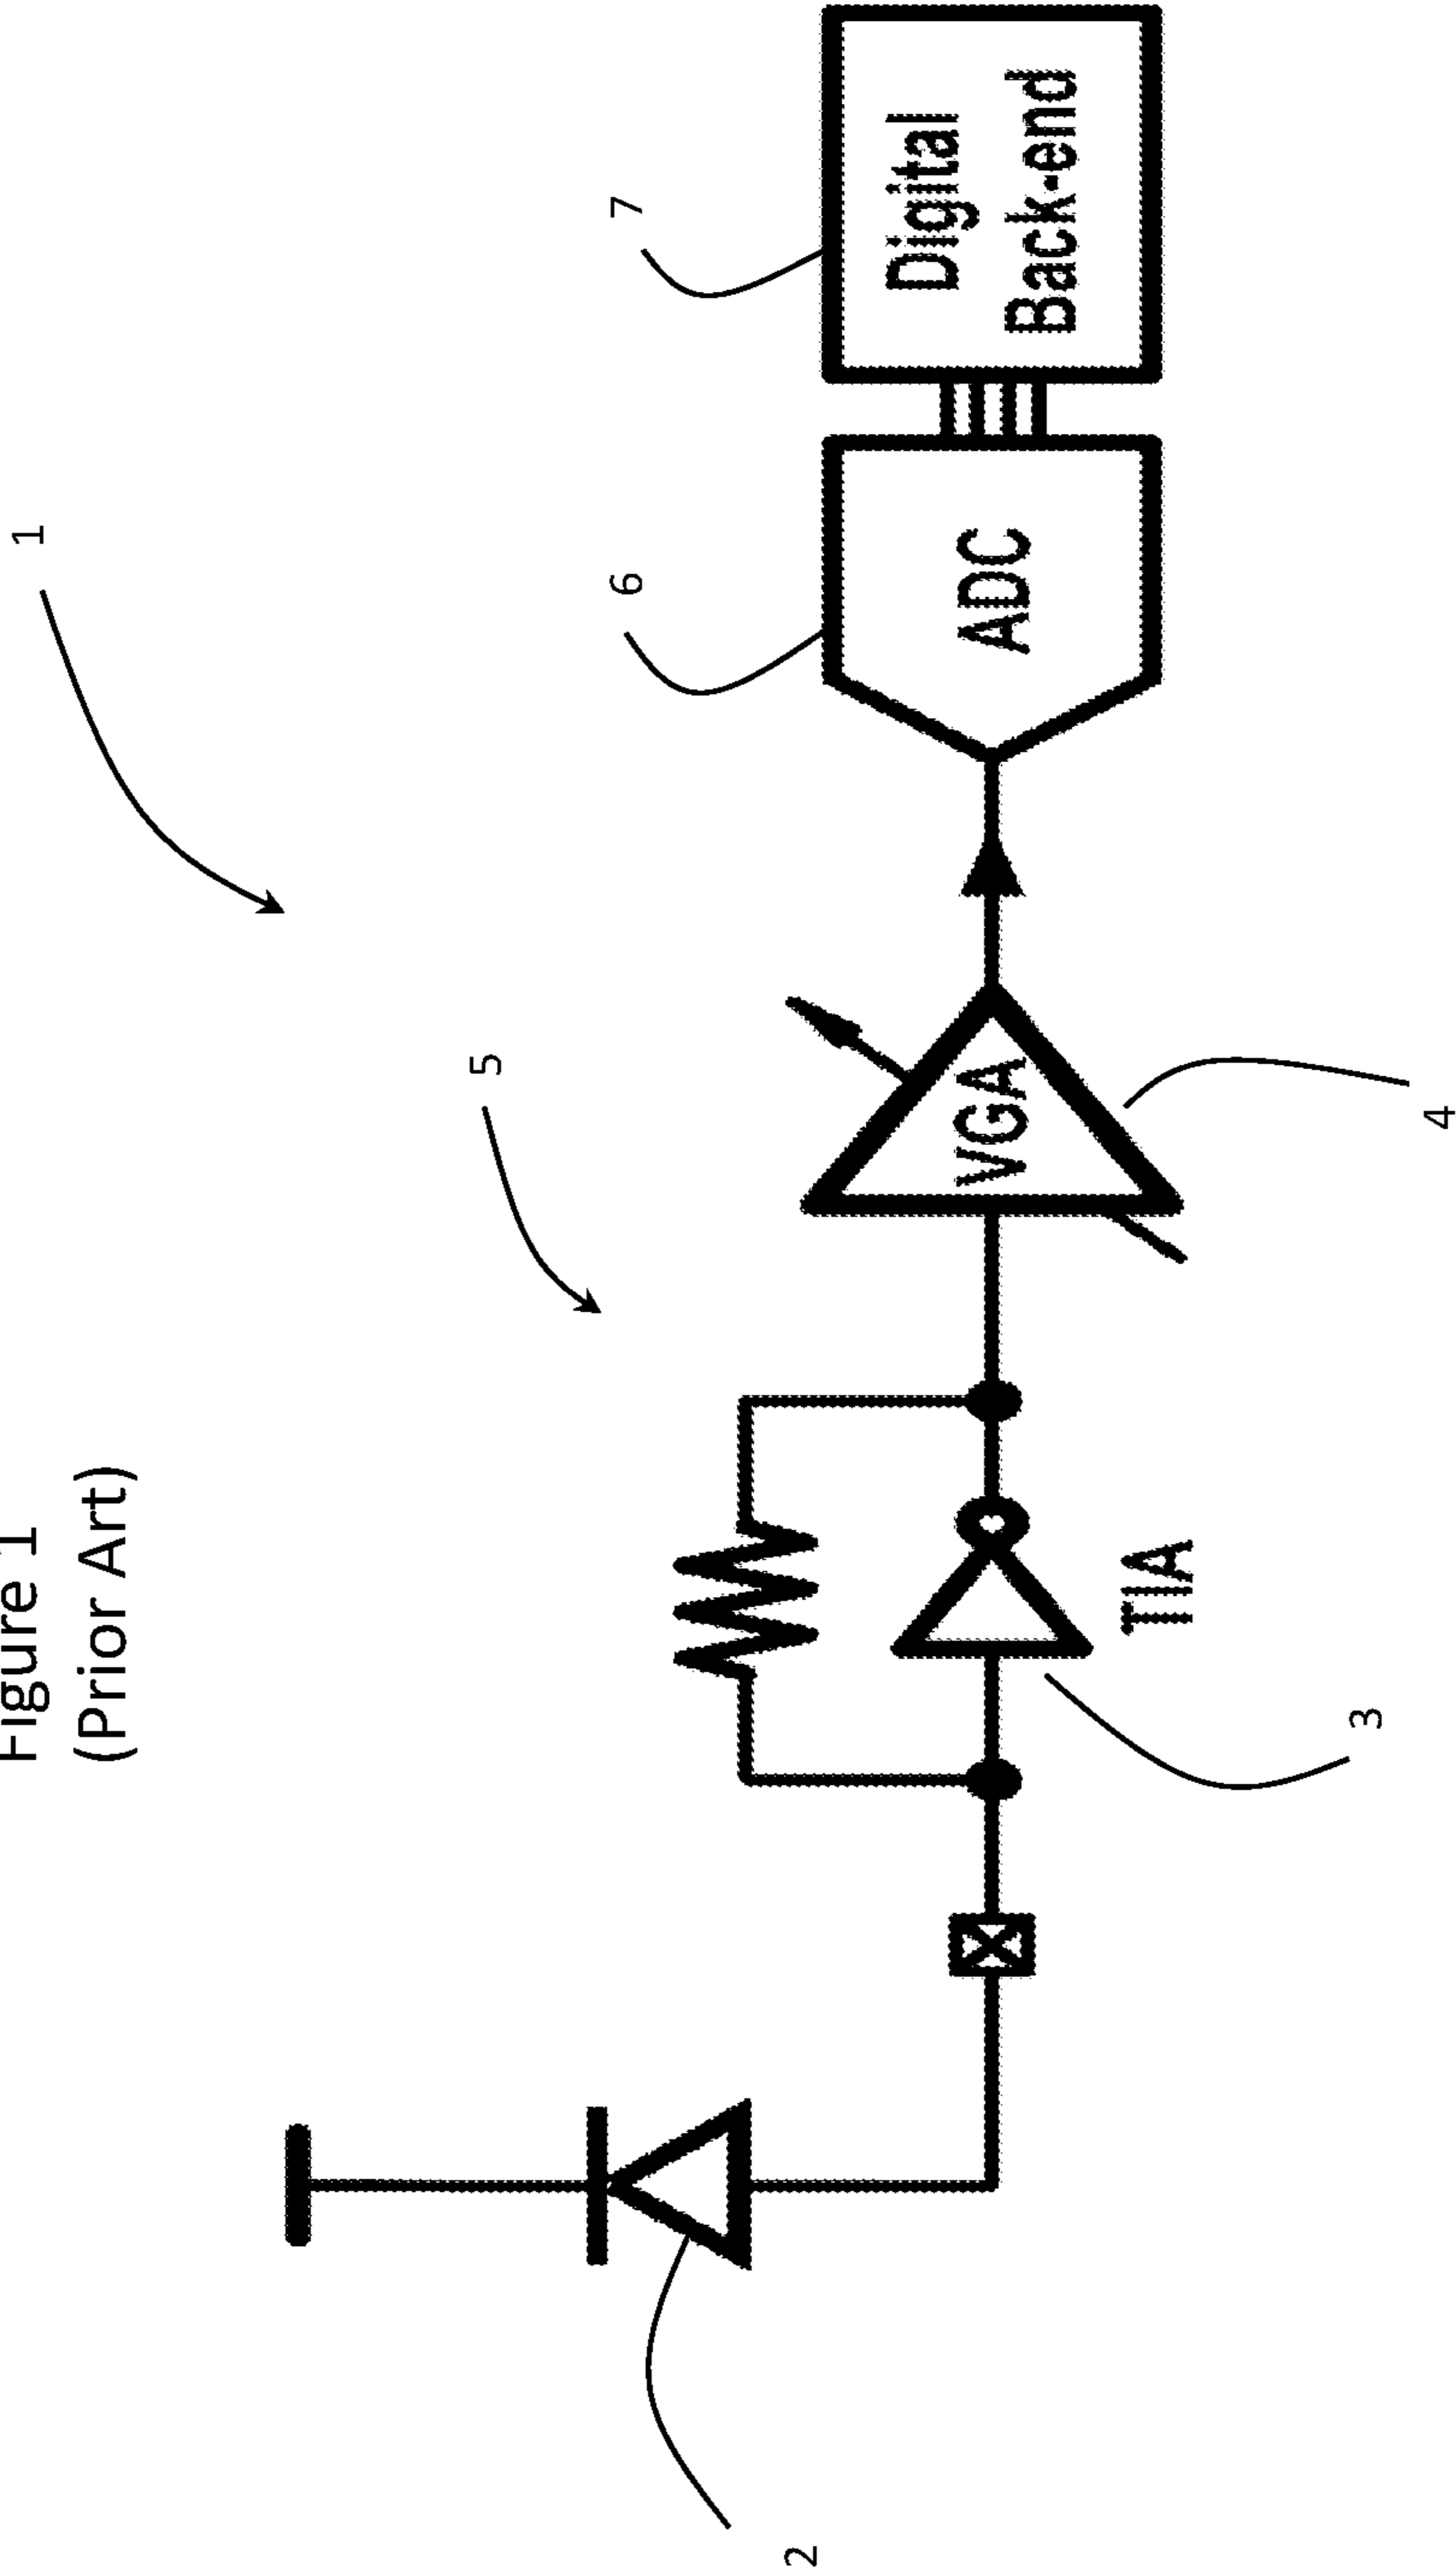 Figure 1
(Prior Art)
1
5
7
6
Digital
Back-end
ADC
VGA
TIA
2
3
4